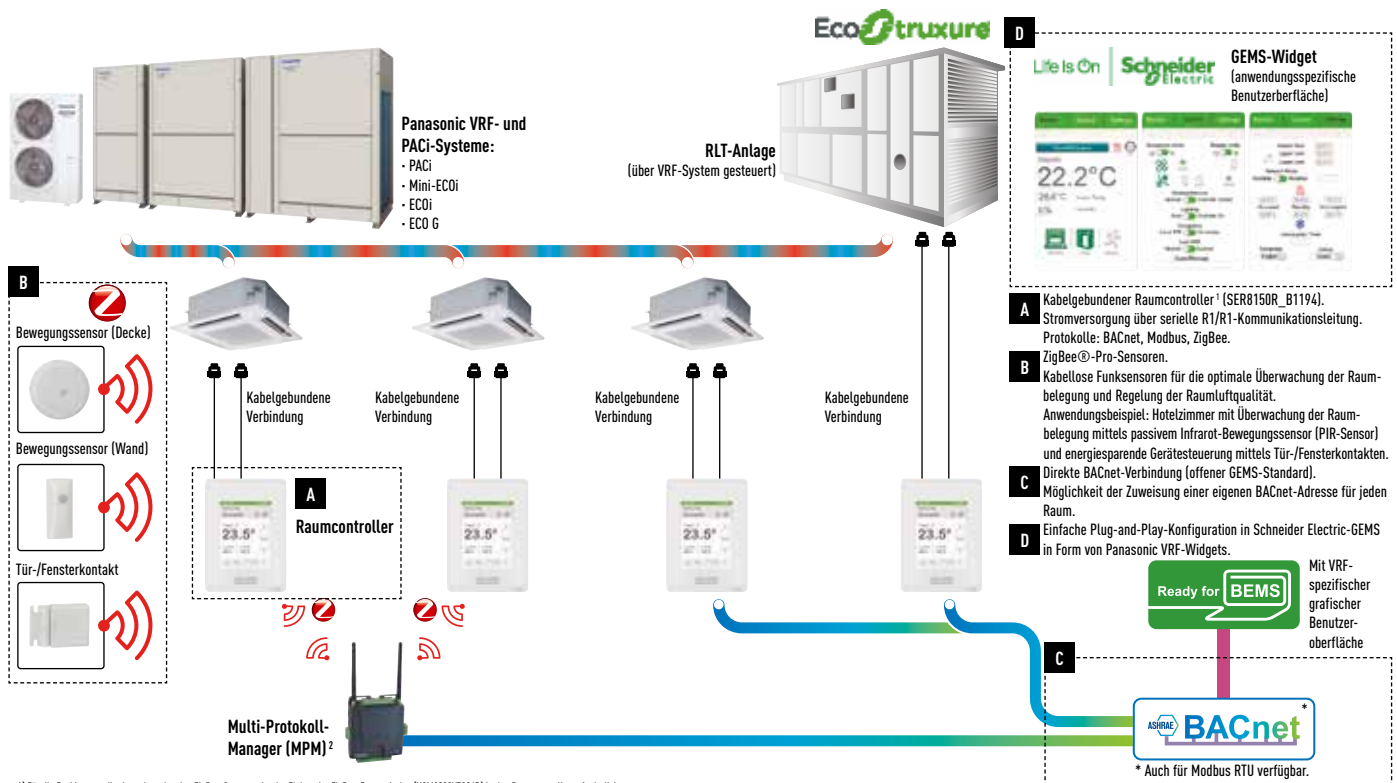 EcoStruxure
Panasonic VRF- und
PACi-Systeme:
· PACi
· Mini-ECOi
· ECOi
· ECO G
RLT-Anlage
(über VRF-System gesteuert)
D
Life Is On
Schneider
Electric
GEMS-Widget
(anwendungsspezifische
Benutzerberfläche)
22.2°C
B
Z
Bewegungssensor (Decke)
Bewegungssensor (Wand)
Tür-/Fensterkontakt
Kabelgebundene
Verbindung
Kabelgebundene
Verbindung
Kabelgebundene
Verbindung
Kabelgebundene
Verbindung
A
Raumcontroller
23.5°
23.5°
23.5°
23.5°
Z
Z
Multi-Protokoll-
Manager (MPM) ²
A
Kabelgebundener Raumcontroller ¹ (SER8150R_B1194).
Stromversorgung über serielle R1/R1-Kommunikationsleitung.
Protokolle: BACnet, Modbus, ZigBee.
B
ZigBee®-Pro-Sensoren.
Kabellose Funksensoren für die optimale Überwachung der Raum-
belegung und Regelung der Raumluftqualität.
Anwendungsbeispiel: Hotelzimmer mit Überwachung der Raum-
belegung mittels passivem Infrarot-Bewegungssensor (PIR-Sensor)
und energiesparende Gerätesteuerung mittels Tür-/Fensterkontakten.
C
Direkte BACnet-Verbindung (offener GEMS-Standard).
Möglichkeit der Zuweisung einer eigenen BACnet-Adresse für jeden
Raum.
D
Einfache Plug-and-Play-Konfiguration in Schneider Electric-GEMS
in Form von Panasonic VRF-Widgets.
Ready for BEMS
Mit VRF-
spezifischer
grafischer
Benutzer-
oberfläche
C
ASHRAE BACnet *
* Auch für Modbus RTU verfügbar.